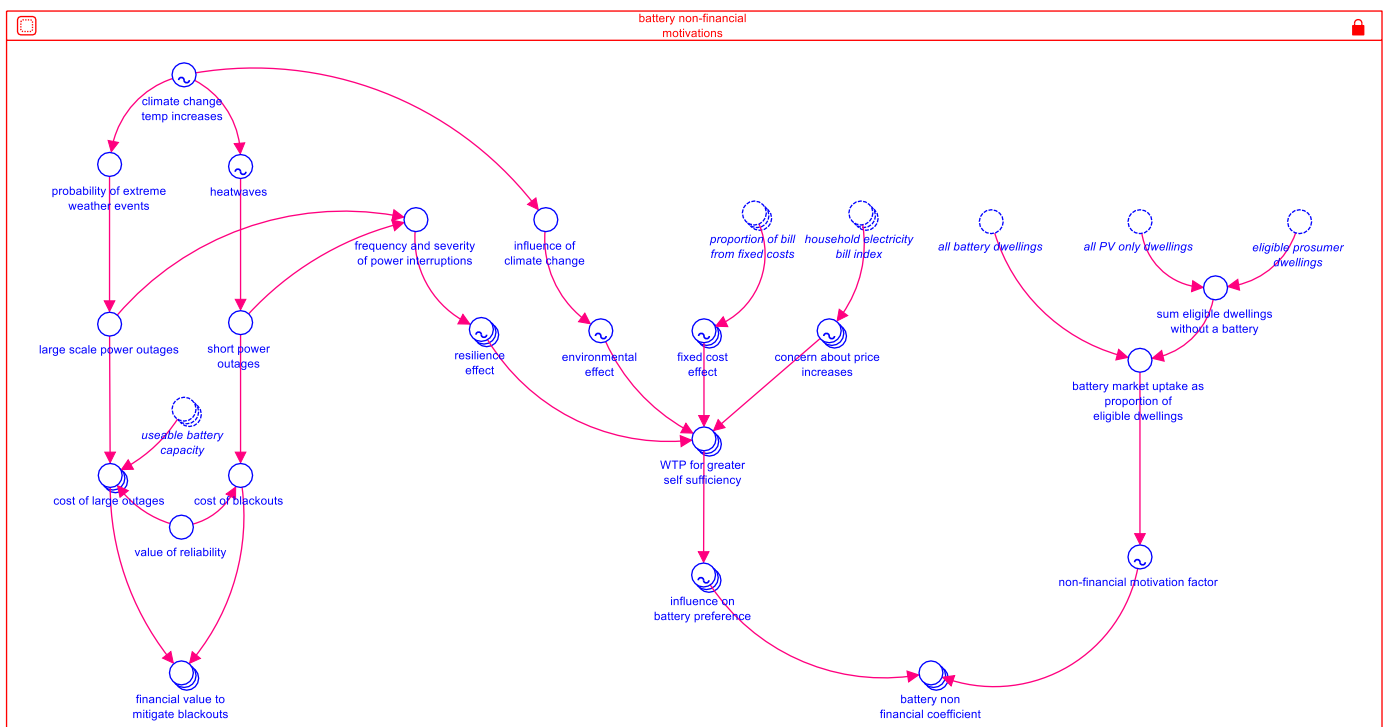 battery non-financial
motivations
climate change
temp increases
probability of extreme
weather events
heatwaves
frequency and severity
of power interruptions
influence of
climate change
proportion of bill
from fixed costs
household electricity
bill index
all battery dwellings
all PV only dwellings
eligible prosumer
dwellings
sum eligible dwellings
without a battery
large scale power outages
short power
outages
resilience
effect
environmental
effect
fixed cost
effect
concern about price
increases
battery market uptake as
proportion of
eligible dwellings
useable battery
capacity
WTP for greater
self sufficiency
cost of large outages
cost of blackouts
value of reliability
influence on
battery preference
non-financial motivation factor
financial value to
mitigate blackouts
battery non
financial coefficient